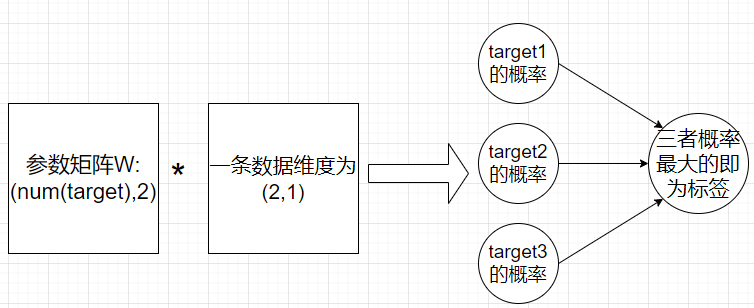 参数矩阵W:
(num(target),2)
*
一条数据维度为
(2,1)
target1
的概率
target2
的概率
target3
的概率
三者概率
最大的即
为标签